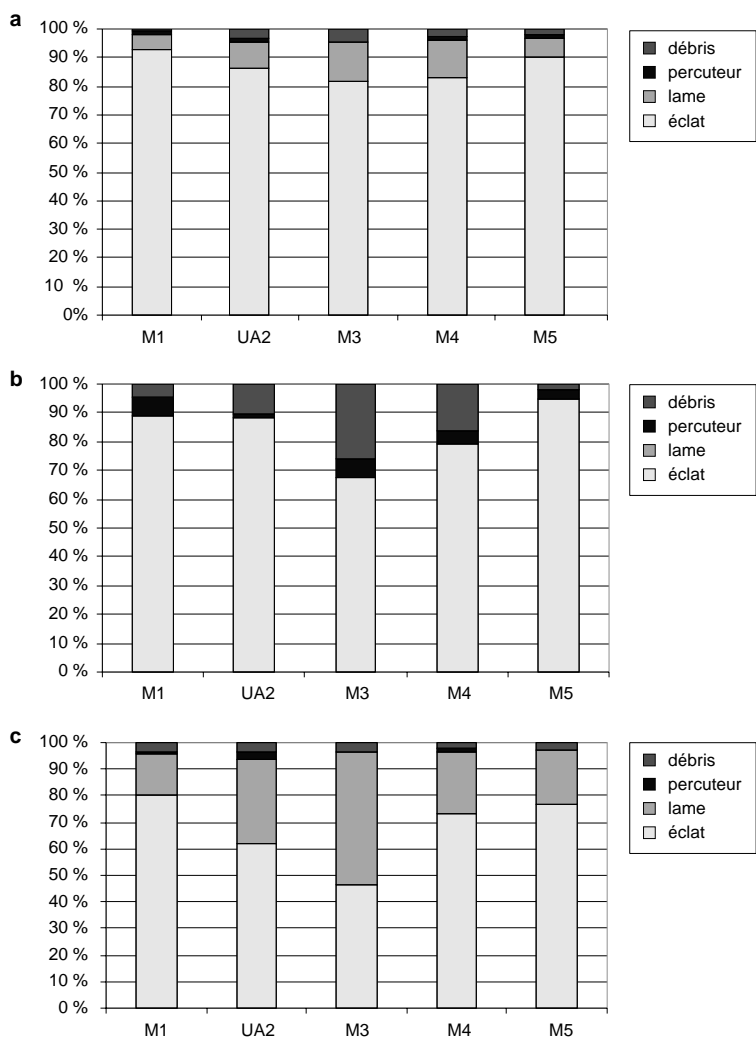 a
100 %
90 %
80 %
70 %
60 %
50 %
40 %
30 %
20 %
10 %
0%
M1 UA2 M3 M4 M5
débris
percuteur
lame
éclat
b
100 %
90 %
80 %
70 %
60 %
50 %
40 %
30 %
20 %
10 %
0 %
M1 UA2 M3 M4 M5
débris
percuteur
lame
éclat
c
100 %
90 %
80 %
70 %
60 %
50 %
40 %
30 %
20 %
10 %
0 %
M1 UA2 M3 M4 M5
débris
percuteur
lame
éclat